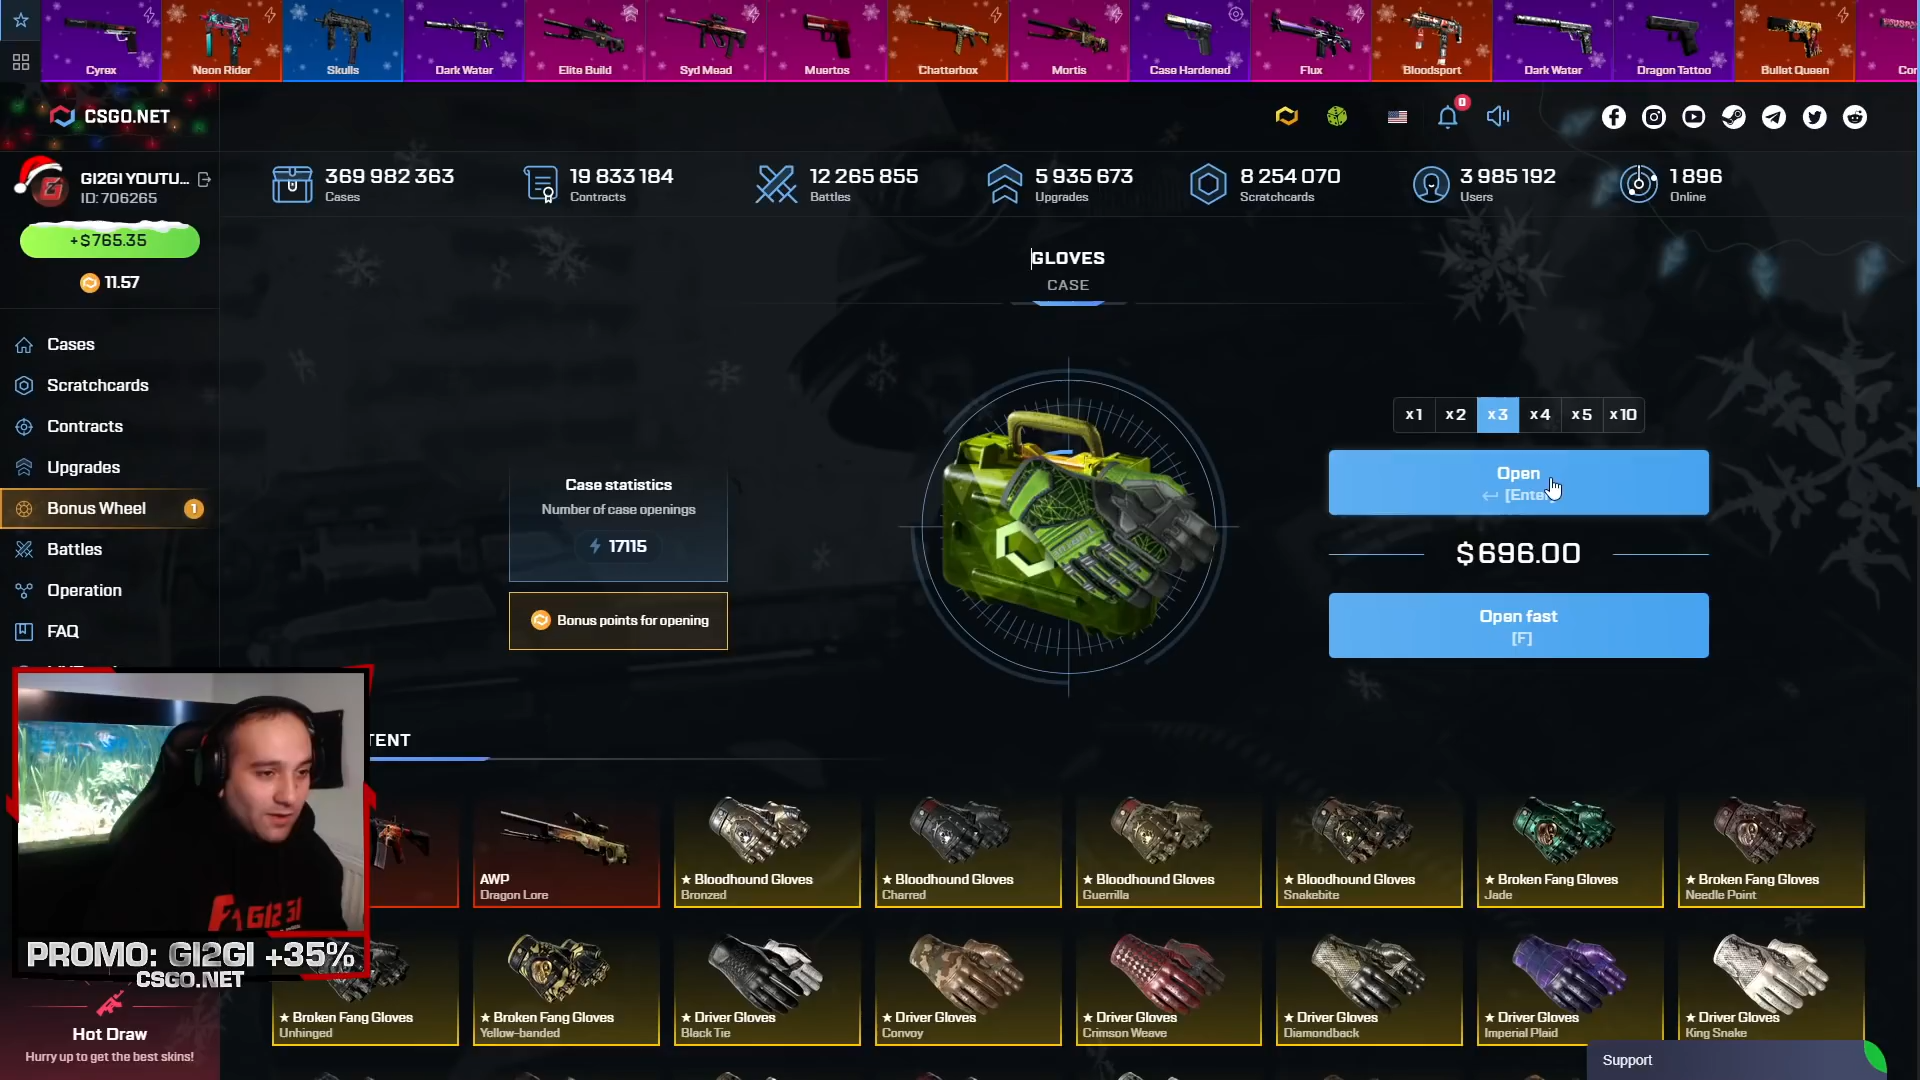 Cyrex
Neon Rider
Skulls
Dark Water
Elite Build
Syd Mead
Muertos
Chatterbox
Mortis
Case Hardened
Flux
Bloodsport
Dark Water
Dragon Tattoo
Bullet Queen
CSGO.NET
0
GI2GI YOUTU...
ID: 706265
+$765.35
11.57
369 982 363
Cases
19 833 184
Contracts
12 265 855
Battles
5 935 673
Upgrades
8 254 070
Scratchcards
3 985 192
Users
1 896
Online
GLOVES
CASE
Cases
Scratchcards
Contracts
Upgrades
Bonus Wheel 1
Battles
Operation
FAQ
Case statistics
Number of case openings
17115
Bonus points for opening
x1 x2 x3 x4 x5 x10
Open
$696.00
Open fast
[F]
TENT
AWP
Dragon Lore
★ Bloodhound Gloves
Bronzed
★ Bloodhound Gloves
Charred
★ Bloodhound Gloves
Guerrilla
★ Bloodhound Gloves
Snakebite
★ Broken Fang Gloves
Jade
★ Broken Fang Gloves
Needle Point
★ Broken Fang Gloves
Unhinged
★ Broken Fang Gloves
Yellow-banded
★ Driver Gloves
Black Tie
★ Driver Gloves
Convoy
★ Driver Gloves
Crimson Weave
★ Driver Gloves
Diamondback
★ Driver Gloves
Imperial Plaid
★ Driver Gloves
King Snake
GI2GI
PROMO: GI2GI +35%
CSGO.NET
Hot Draw
Hurry up to get the best skins!
Support